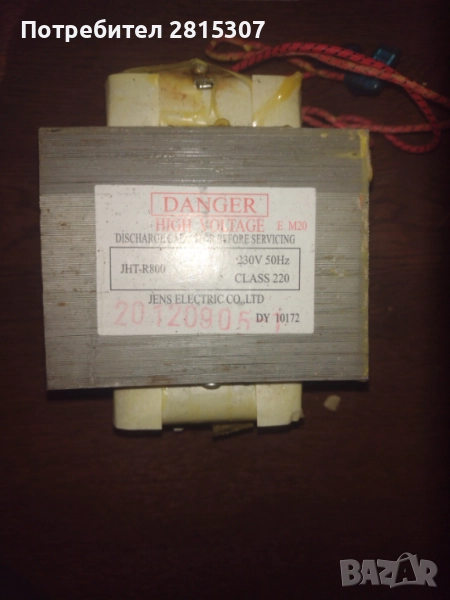 Потребител 2815307
DANGER
HIGH VOLTAGE E M20
DISCHARGE BEFORE SERVICING
JHT-R800 230V 50Hz
CLASS 220
JENS ELECTRIC CO.,LTD
20120905
DY 10172
BAZAR